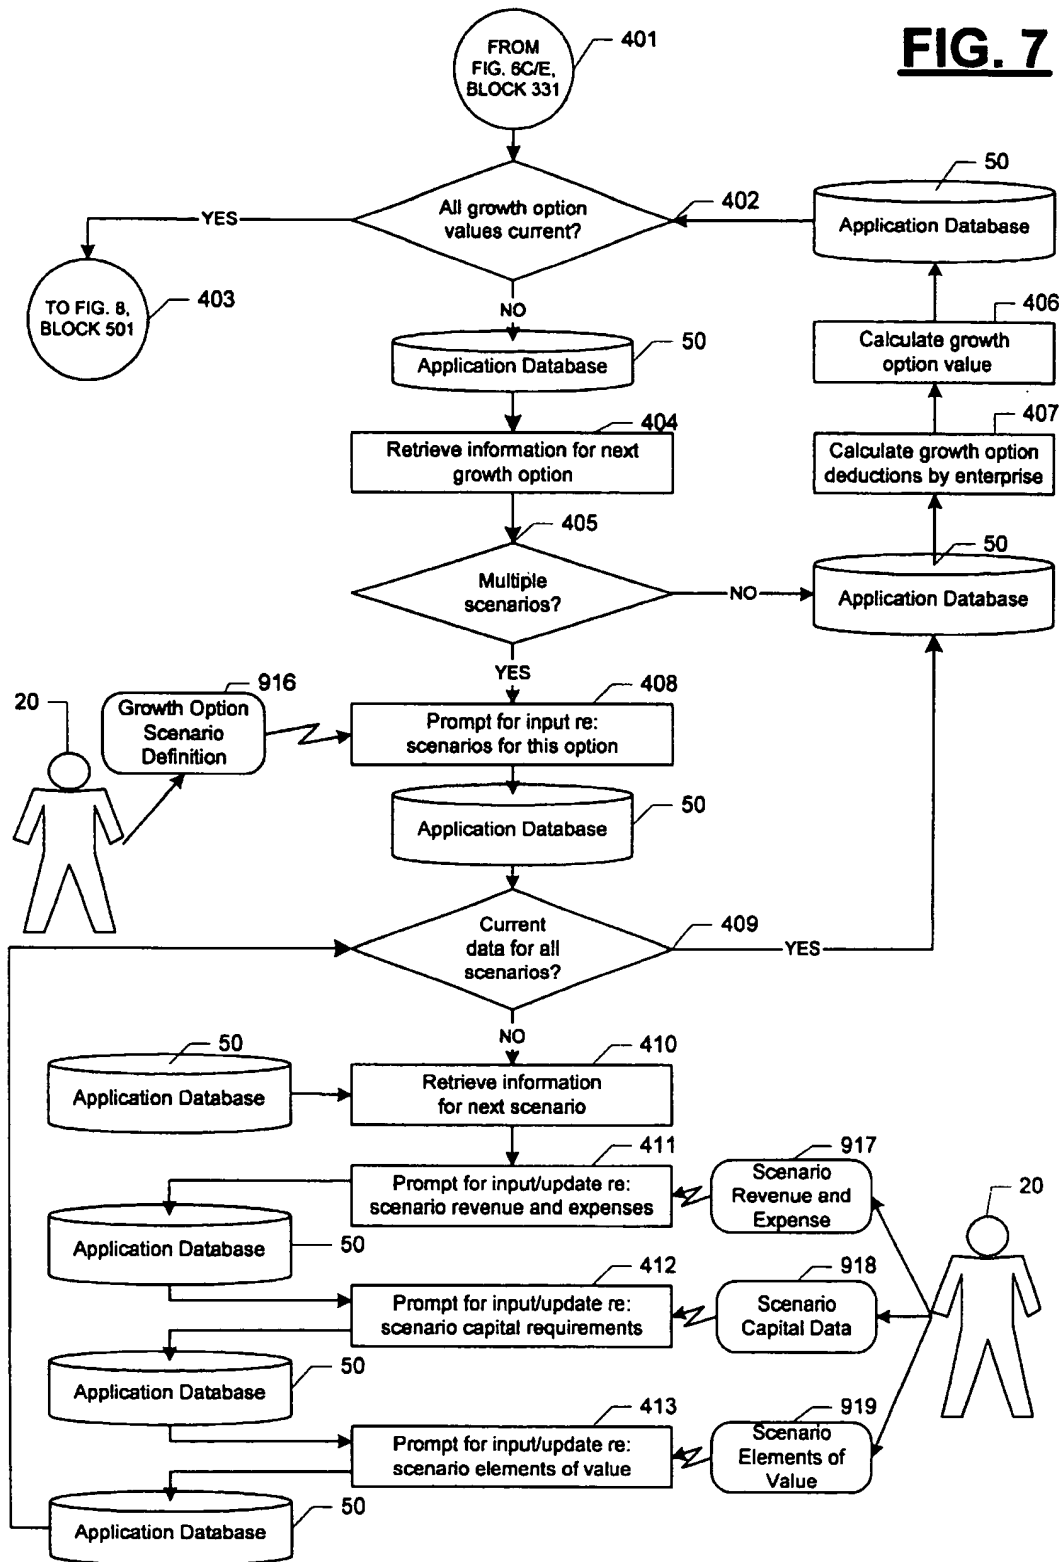 FIG. 7
FROM
FIG. 6C/E,
BLOCK 331
401
All growth option
values current?
402
YES
50
Application Database
TO FIG. 8,
BLOCK 501
403
NO
Application Database
50
406
Calculate growth
option value
404
Retrieve information for next
growth option
407
Calculate growth option
deductions by enterprise
405
Multiple
scenarios?
NO
50
Application Database
YES
20
916
Growth Option
Scenario
Definition
408
Prompt for input re:
scenarios for this option
Application Database
50
Current
data for all
scenarios?
409
YES
NO
50
Application Database
410
Retrieve information
for next scenario
411
Prompt for input/update re:
scenario revenue and expenses
917
Scenario
Revenue and
Expense
20
Application Database
50
412
Prompt for input/update re:
scenario capital requirements
918
Scenario
Capital Data
Application Database
50
413
Prompt for input/update re:
scenario elements of value
919
Scenario
Elements of
Value
Application Database
50